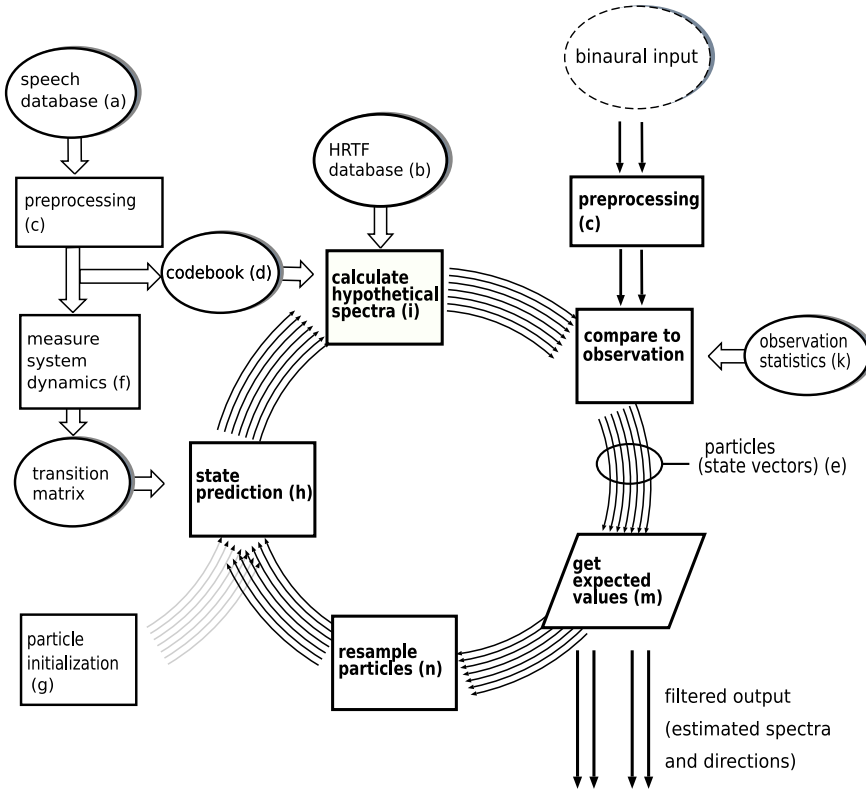 speech
database (a)
binaural input
HRTF
database (b)
preprocessing
(c)
preprocessing
(c)
codebook (d)
calculate
hypothetical
spectra (i)
measure
system
dynamics (f)
compare to
observation
observation
statistics (k)
particles
(state vectors) (e)
transition
matrix
state
prediction (h)
get
expected
values (m)
particle
initialization
(g)
resample
particles (n)
filtered output
(estimated spectra
and directions)